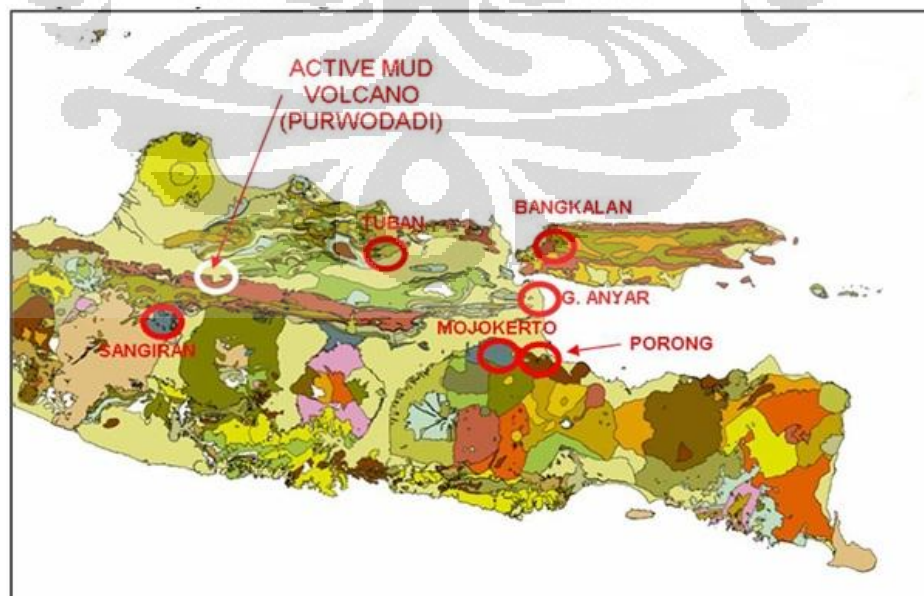 ACTIVE MUD
VOLCANO
(PURWODADI)
TUBAN
BANGKALAN
G. ANYAR
MOJOKERTO
SANGIRAN
PORONG